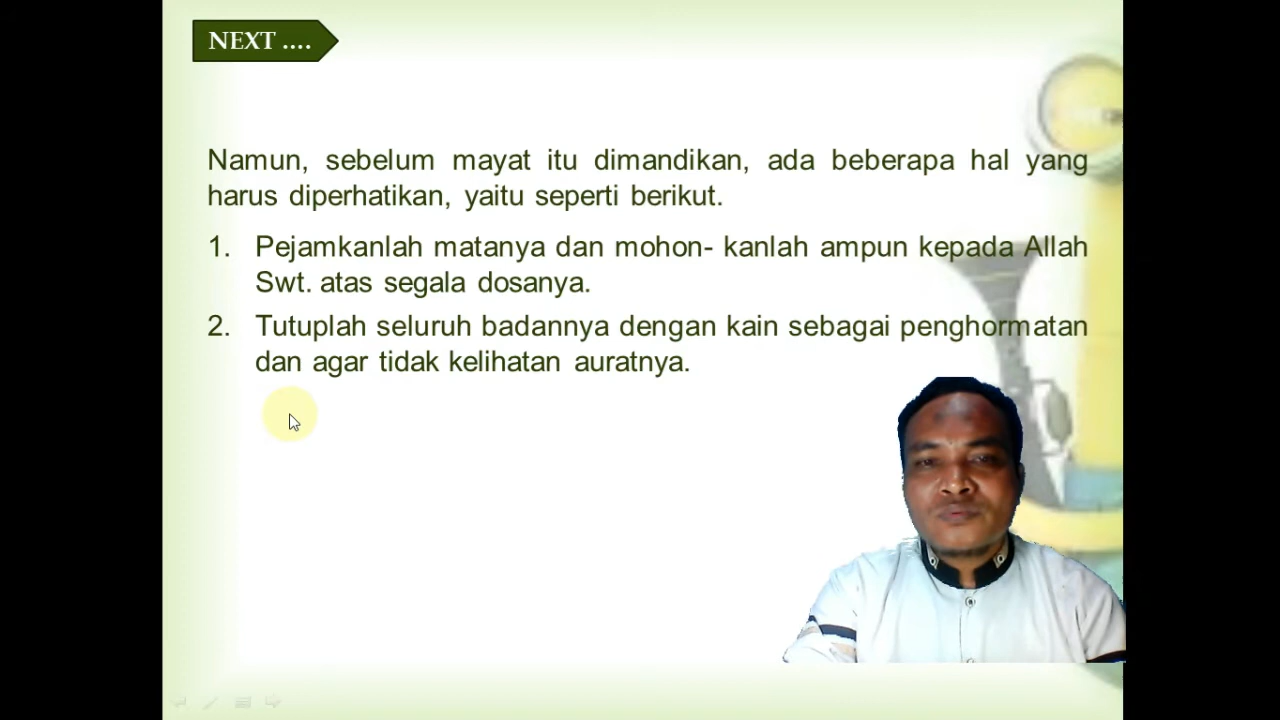 NEXT ....
Namun, sebelum mayat itu dimandikan, ada beberapa hal yang
harus diperhatikan, yaitu seperti berikut.
1. Pejamkanlah matanya dan mohon- kanlah ampun kepada Allah
Swt. atas segala dosanya.
2. Tutuplah seluruh badannya dengan kain sebagai penghormatan
dan agar tidak kelihatan auratnya.